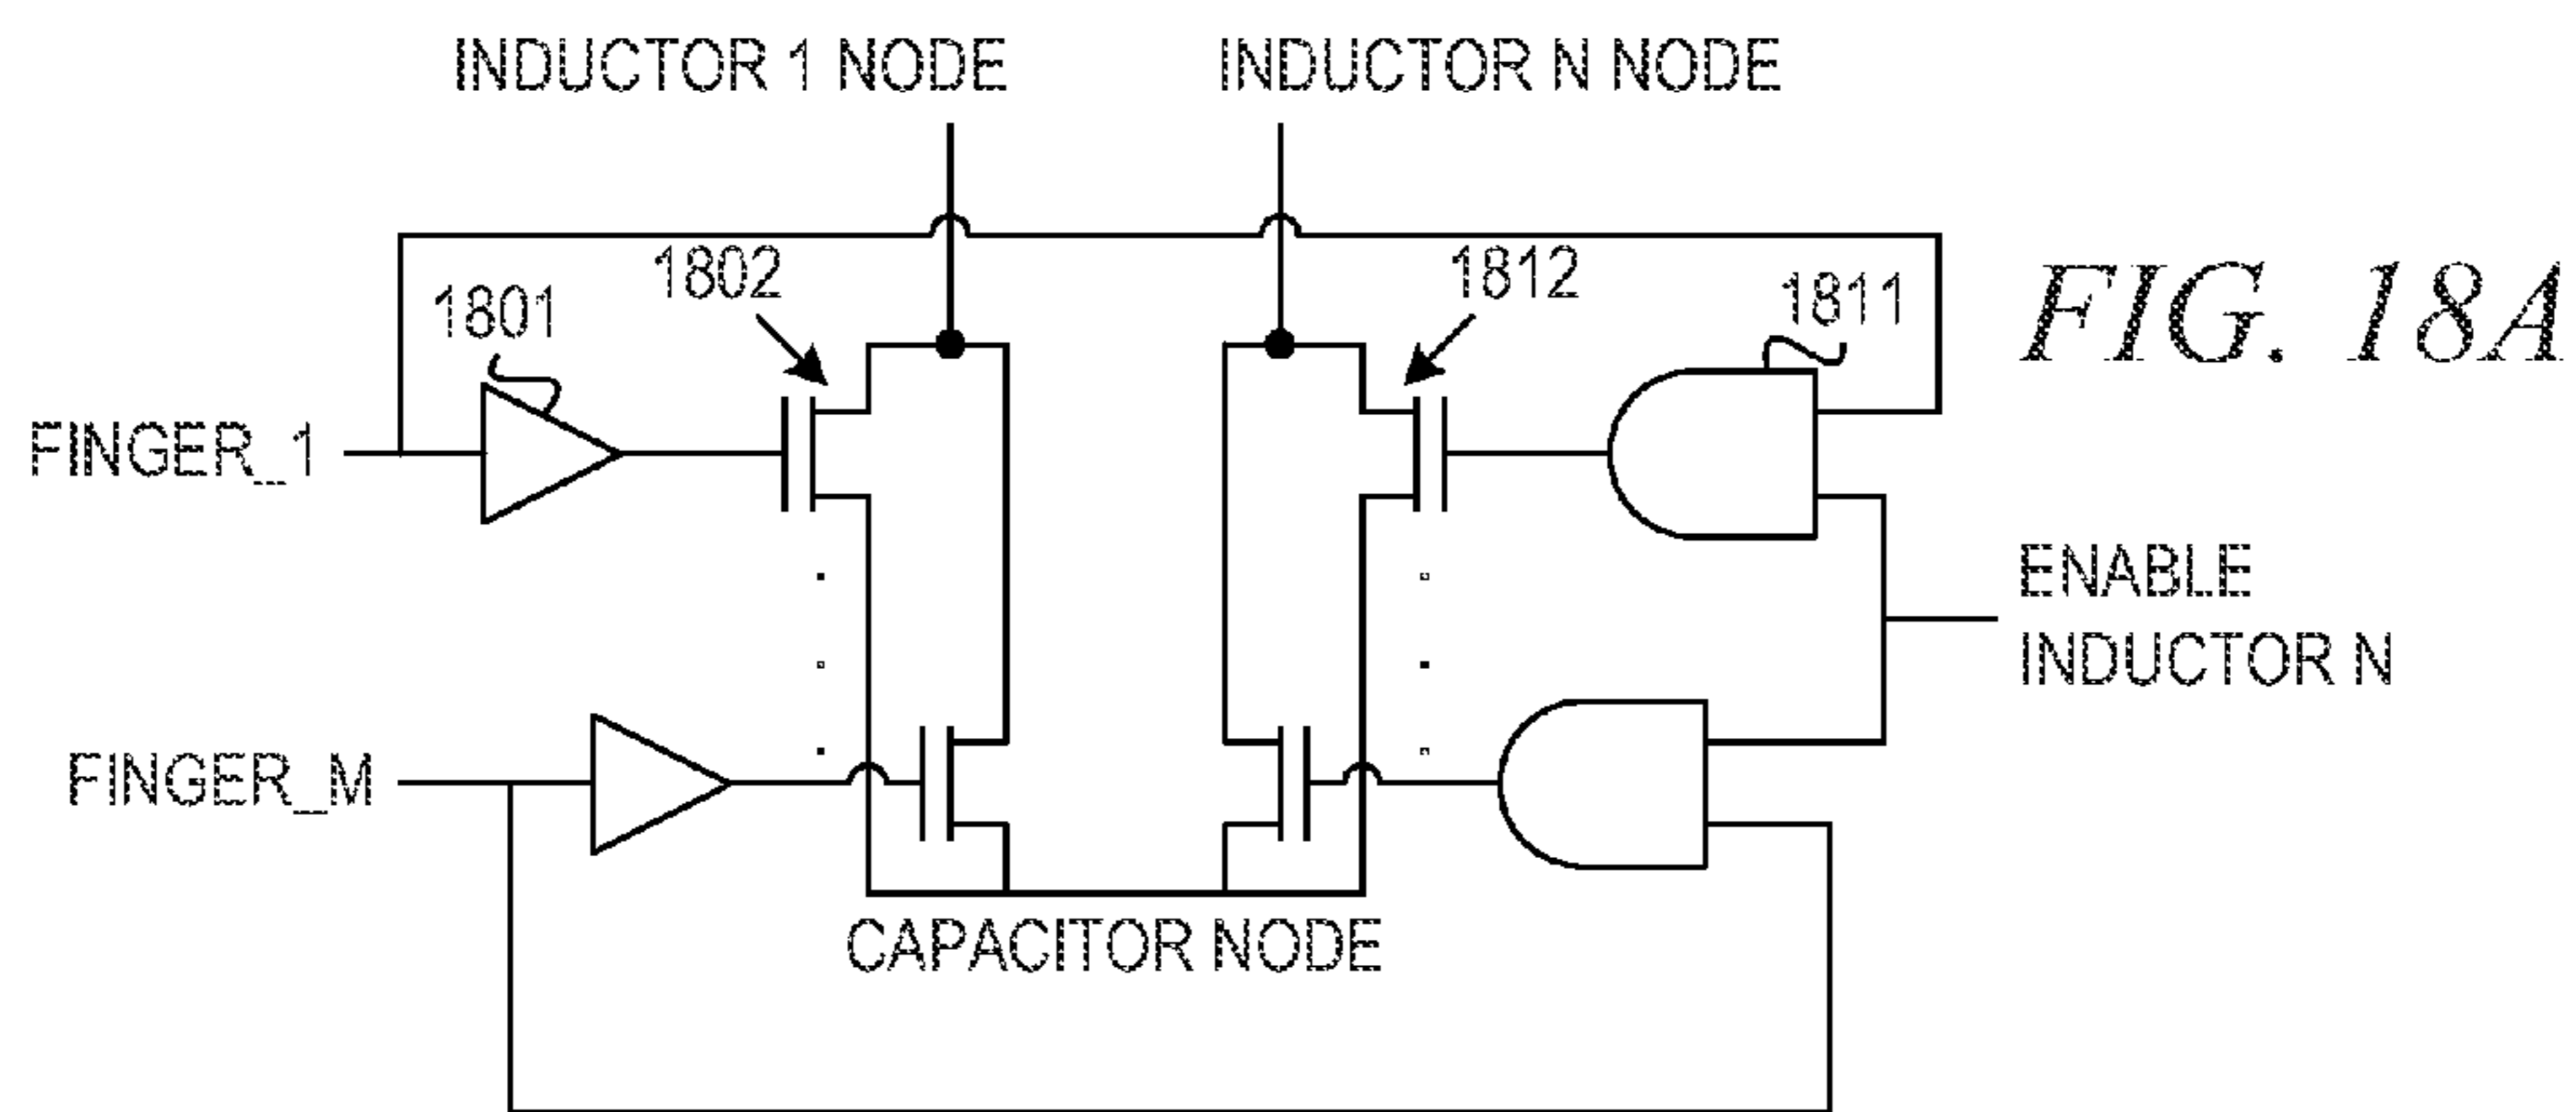 INDUCTOR 1 NODE
INDUCTOR N NODE
1802
1812
1801
1811
FIG. 18A
FINGER_1
ENABLE
INDUCTOR N
FINGER_M
CAPACITOR NODE